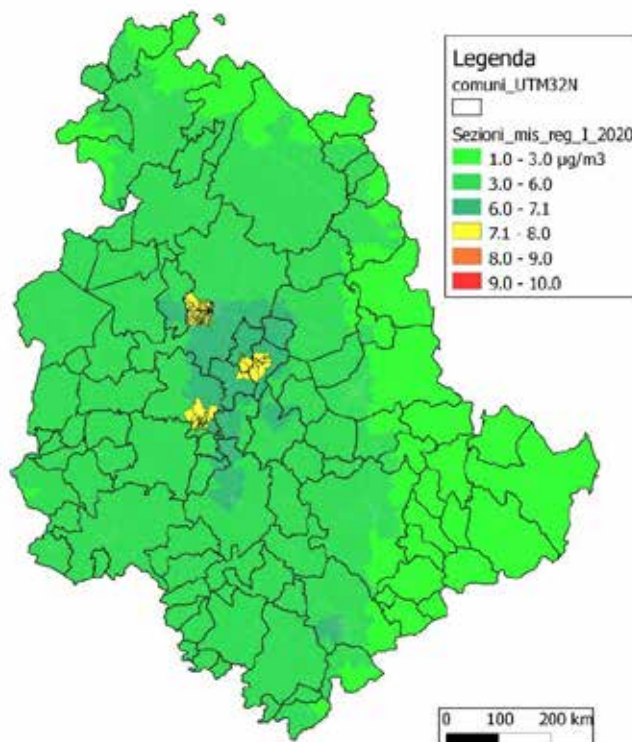 Legenda
comuni_UTM32N
Sezioni_mis_reg_1_2020
1.0 - 3.0 µg/m3
3.0 - 6.0
6.0 - 7.1
7.1 - 8.0
8.0 - 9.0
9.0 - 10.0
0 100 200 km